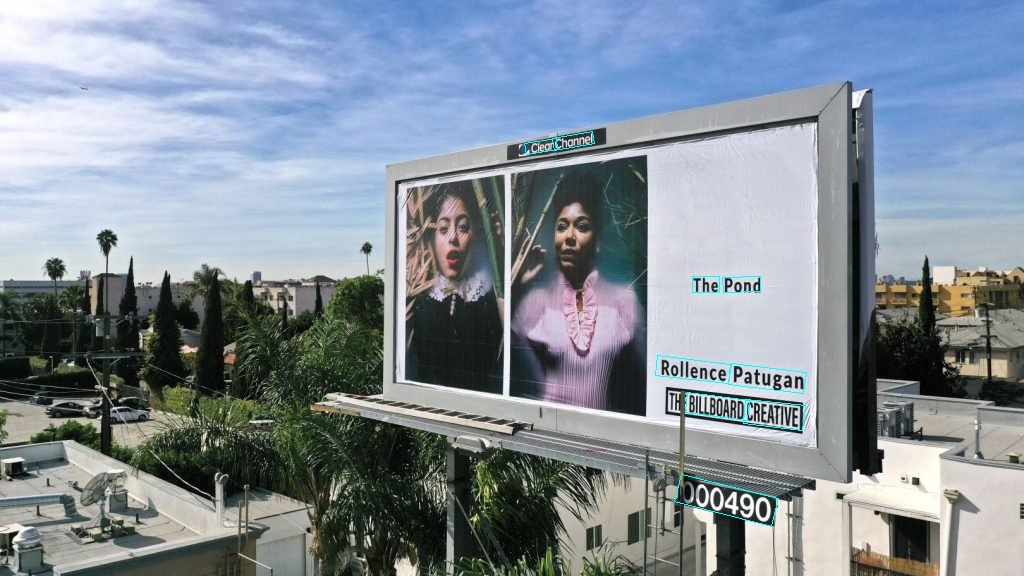 Clear Channel
The Pond
Rollence Patugan
THE BILLBOARD CREATIVE
000490